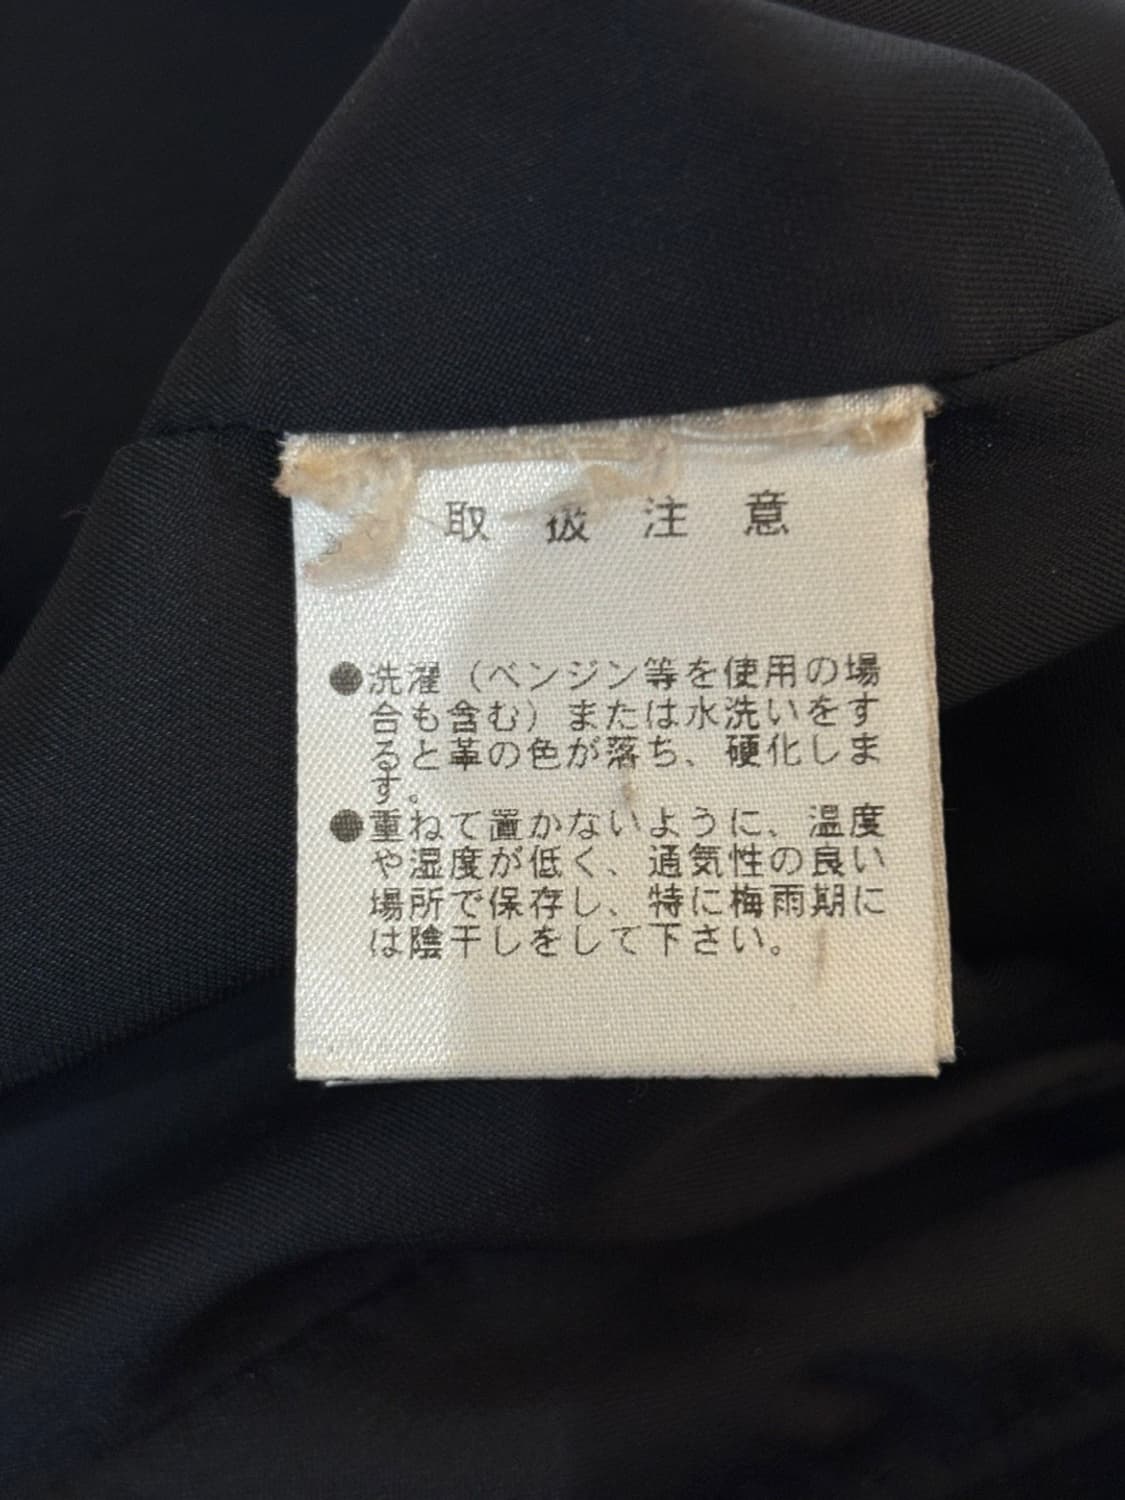 取扱注意
●洗濯（ベンジン等を使用の場
合も含む）または水洗いをす
ると革の色が落ち、硬化しま
す。
●重ねて置かないように、温度
や湿度が低く、通気性の良い
場所で保存し、特に梅雨期に
は陰干しをして下さい。